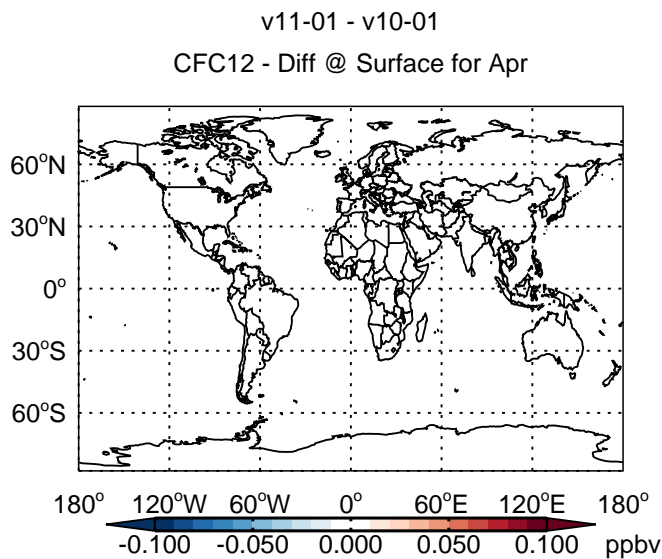 v11-01 - v10-01
CFC12 - Diff @ Surface for Apr
60°N
30°N
0°
30°S
60°S
180° 120°W 60°W 0° 60°E 120°E 180°
-0.100 -0.050 0.000 0.050 0.100 ppbv